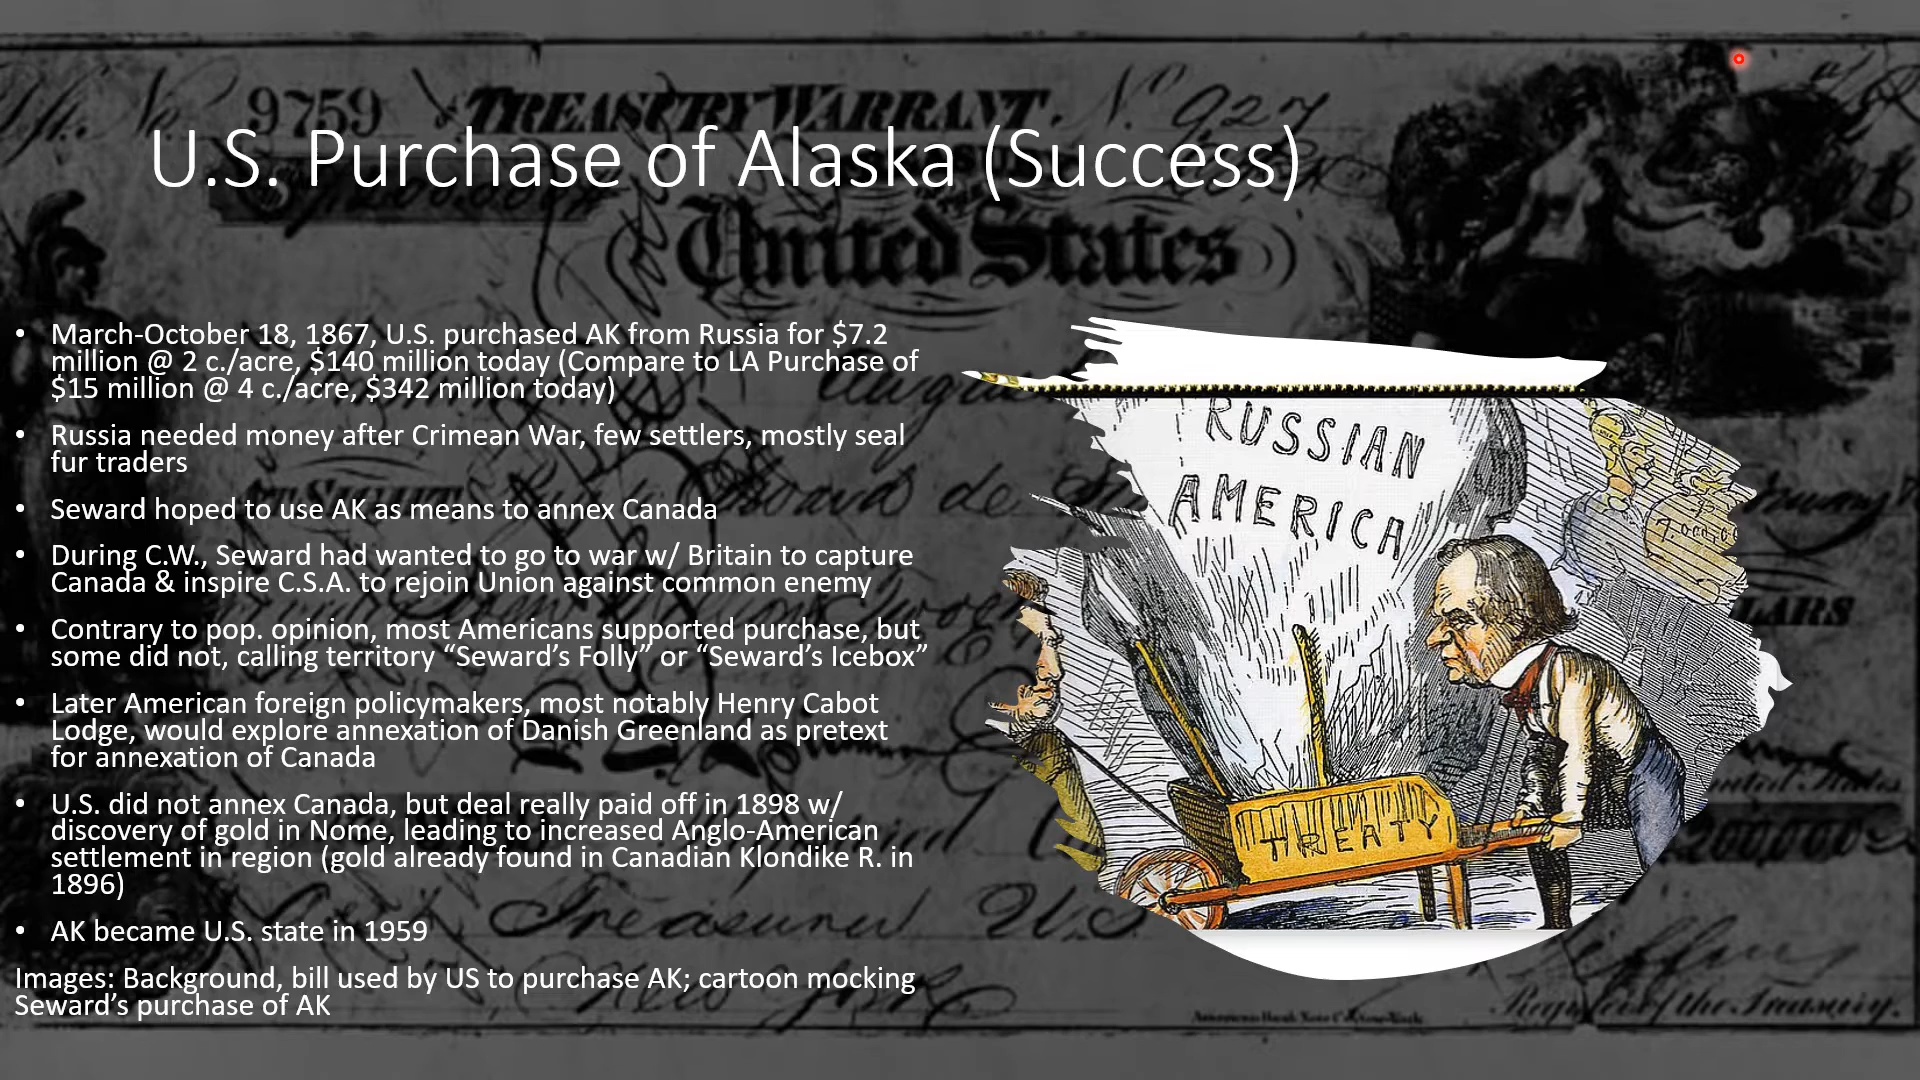 9759 TREASURY WARRANT. No. 927
U.S. Purchase of Alaska (Success)
United States
• March-October 18, 1867, U.S. purchased AK from Russia for $7.2
million @ 2 c./acre, $140 million today (Compare to LA Purchase of
$15 million @ 4 c./acre, $342 million today)
• Russia needed money after Crimean War, few settlers, mostly seal
fur traders
• Seward hoped to use AK as means to annex Canada
• During C.W., Seward had wanted to go to war w/ Britain to capture
Canada & inspire C.S.A. to rejoin Union against common enemy
• Contrary to pop. opinion, most Americans supported purchase, but
some did not, calling territory “Seward’s Folly” or “Seward’s Icebox”
• Later American foreign policymakers, most notably Henry Cabot
Lodge, would explore annexation of Danish Greenland as pretext
for annexation of Canada
• U.S. did not annex Canada, but deal really paid off in 1898 w/
discovery of gold in Nome, leading to increased Anglo-American
settlement in region (gold already found in Canadian Klondike R. in
1896)
• AK became U.S. state in 1959
Images: Background, bill used by US to purchase AK; cartoon mocking
Seward’s purchase of AK
RUSSIAN
AMERICA
TREATY
Treasurer U.S.
New York
Register of the Treasury.